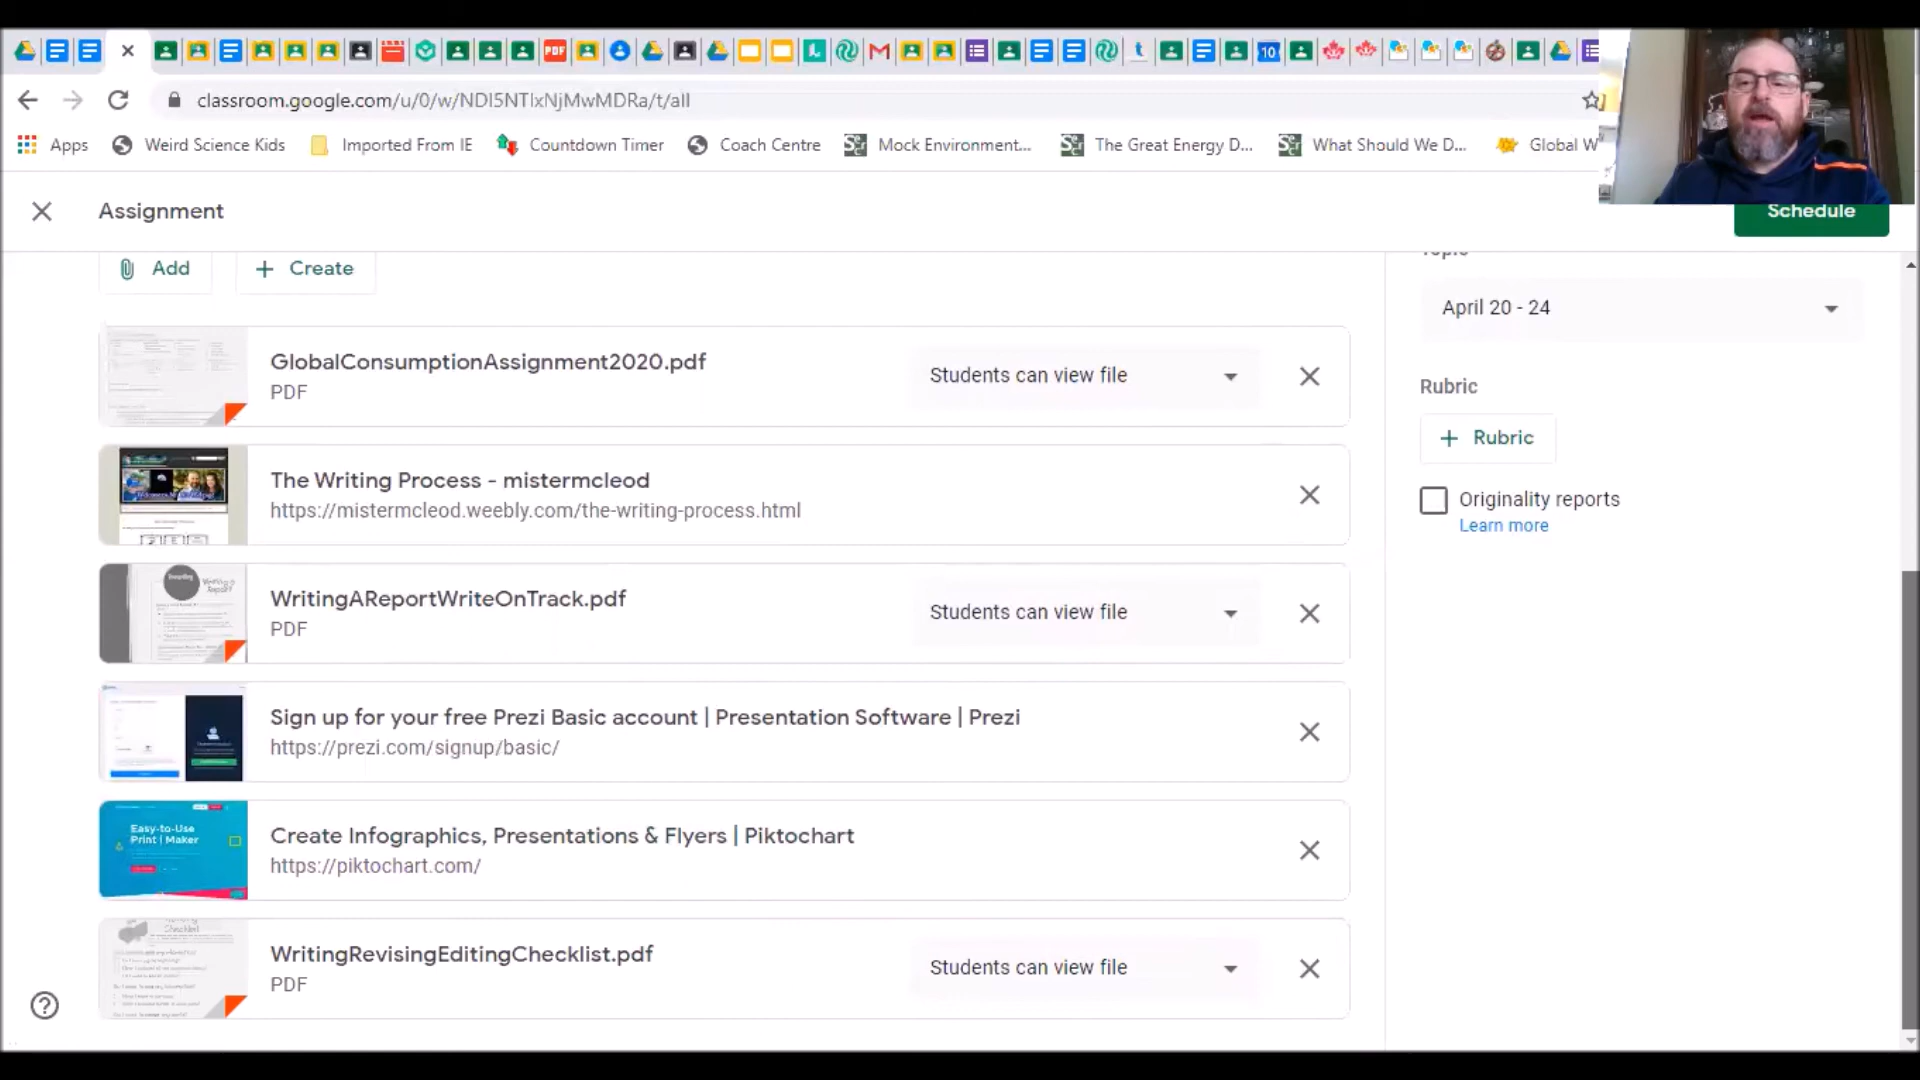 PDF
10
classroom.google.com/u/0/w/NDI5NTIxNjMwMDRa/t/all
Apps
Weird Science Kids
Imported From IE
Countdown Timer
Coach Centre
Mock Environment...
The Great Energy D...
What Should We D...
Global W
Assignment
Schedule
Add
Create
Topic
April 20 - 24
GlobalConsumptionAssignment2020.pdf
PDF
Students can view file
Rubric
Rubric
The Writing Process - mistermcleod
https://mistermcleod.weebly.com/the-writing-process.html
Originality reports
Learn more
WritingAReportWriteOnTrack.pdf
PDF
Students can view file
Sign up for your free Prezi Basic account | Presentation Software | Prezi
https://prezi.com/signup/basic/
Easy-to-Use
Print | Maker
Create Infographics, Presentations & Flyers | Piktochart
https://piktochart.com/
WritingRevisingEditingChecklist.pdf
PDF
Students can view file